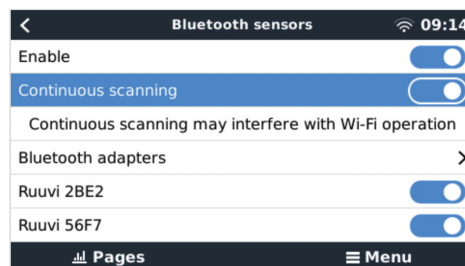 Bluetooth sensors 09:14
Enable
Continuous scanning
Continuous scanning may interfere with Wi-Fi operation
Bluetooth adapters
Ruuvi 2BE2
Ruuvi 56F7
Pages Menu